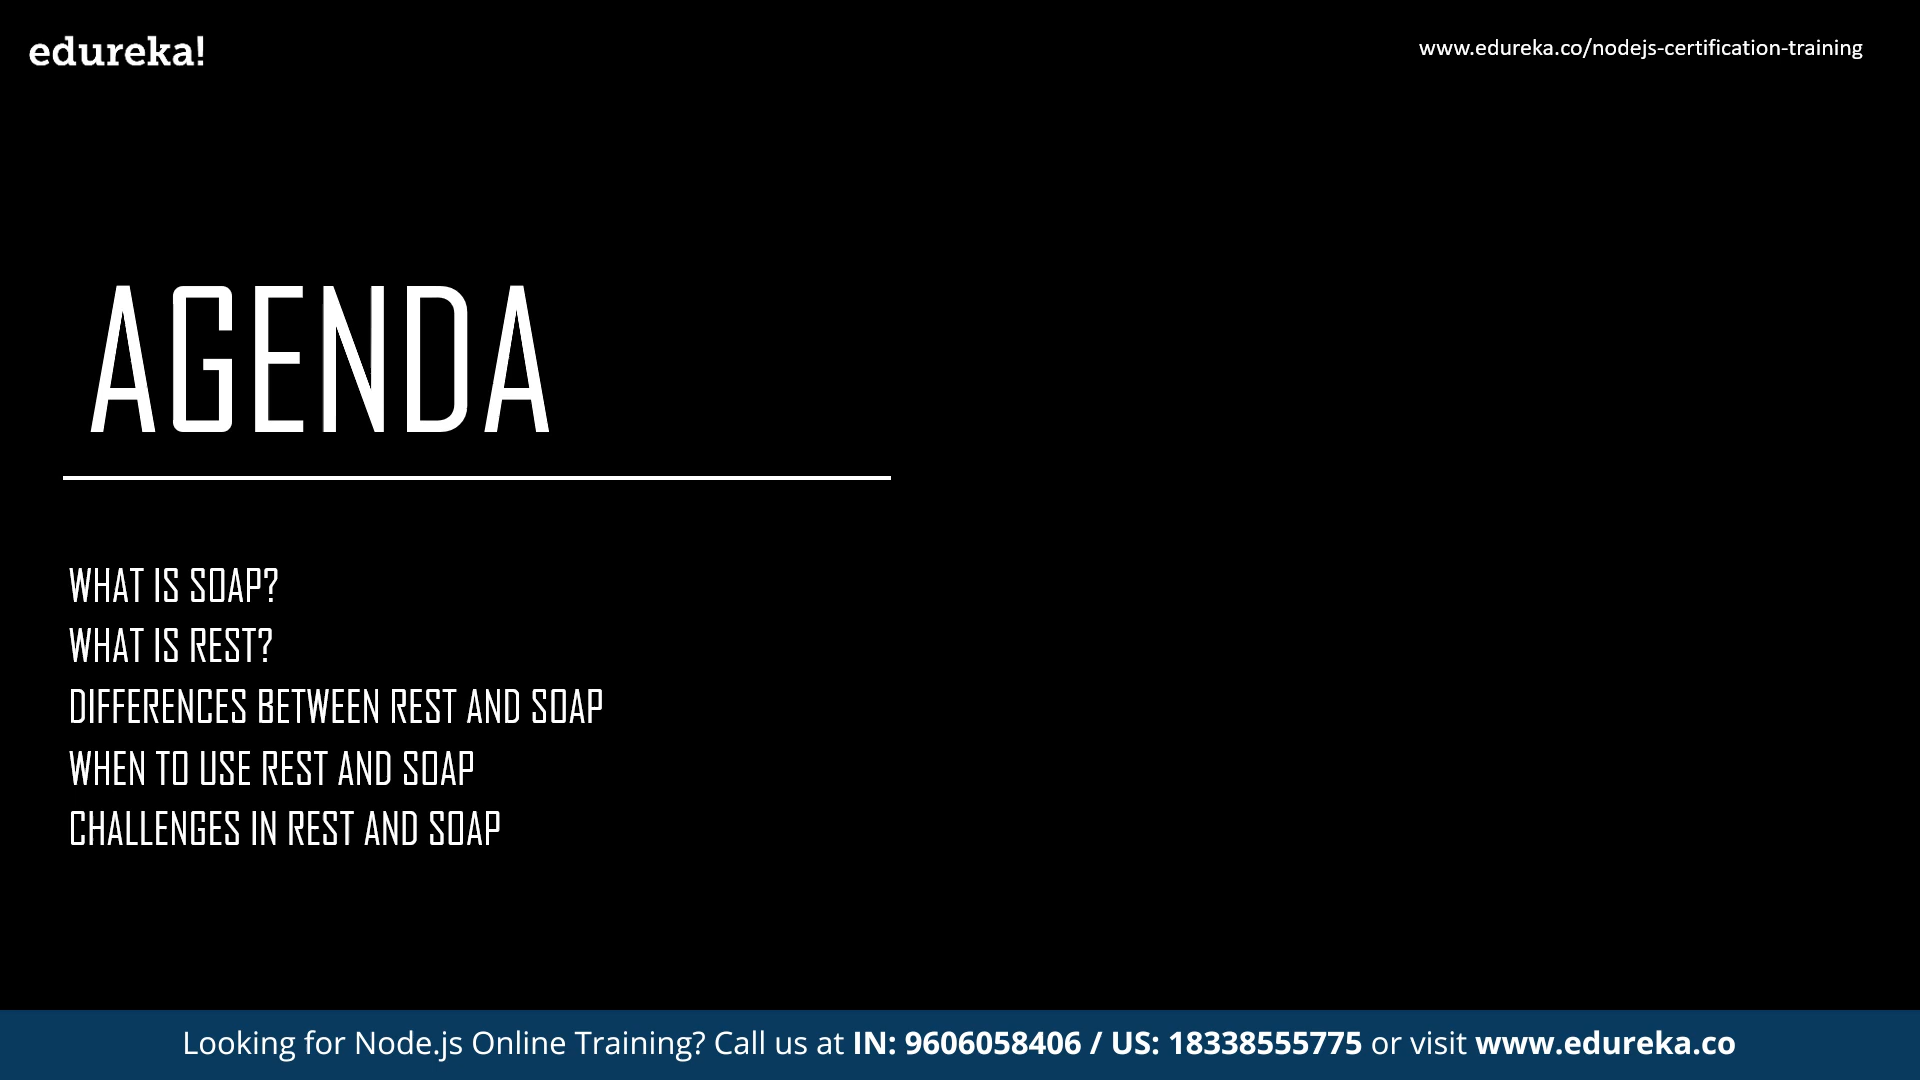 edureka!
www.edureka.co/nodejs-certification-training
AGENDA
WHAT IS SOAP?
WHAT IS REST?
DIFFERENCES BETWEEN REST AND SOAP
WHEN TO USE REST AND SOAP
CHALLENGES IN REST AND SOAP
Looking for Node.js Online Training? Call us at IN: 9606058406 / US: 18338555775 or visit www.edureka.co